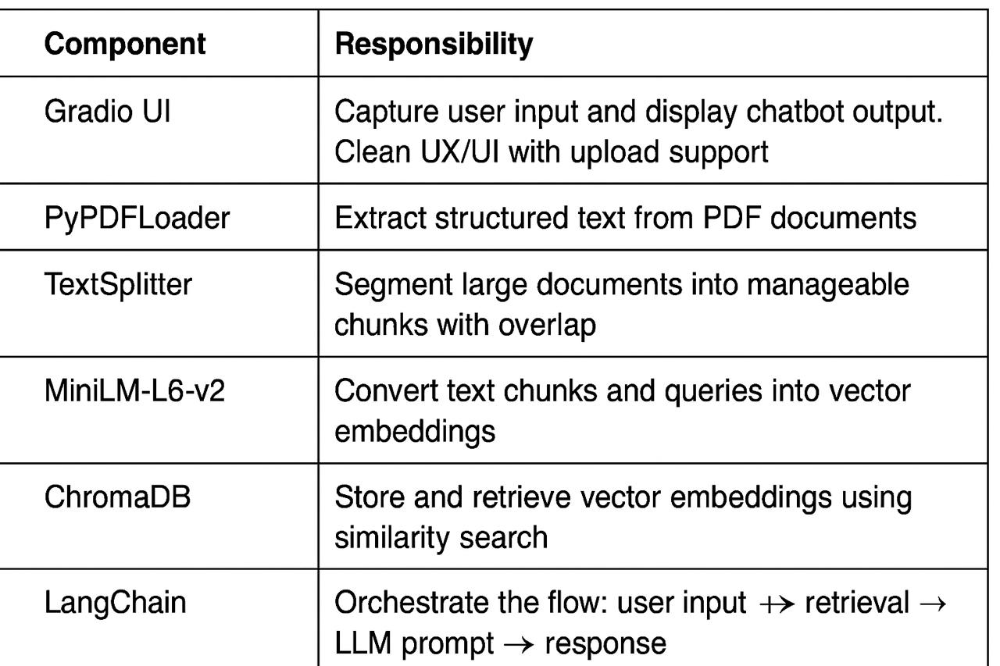 Component Responsibility
Gradio UI Capture user input and display chatbot output.
Clean UX/UI with upload support
PyPDFLoader Extract structured text from PDF documents
TextSplitter Segment large documents into manageable
chunks with overlap
MiniLM-L6-v2 Convert text chunks and queries into vector
embeddings
ChromaDB Store and retrieve vector embeddings using
similarity search
LangChain Orchestrate the flow: user input ⇸ retrieval →
LLM prompt → response